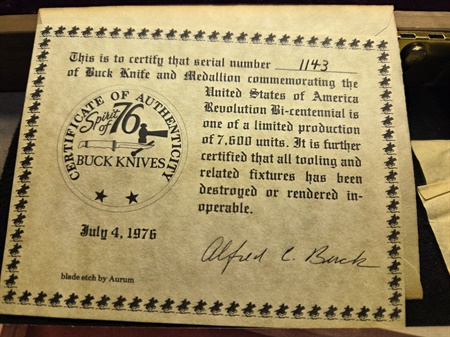 This is to certify that serial number 1143
of Buck Knife and Medallion commemorating the
United States of America
Revolution Bi-centennial is
one of a limited production
of 7,600 units. It is further
certified that all tooling and
related fixtures has been
destroyed or rendered in-
operable.
CERTIFICATE OF AUTHENTICITY
Spirit of 76
BUCK KNIVES
July 4, 1976
Alfred C. Buck
blade etch by Aurum